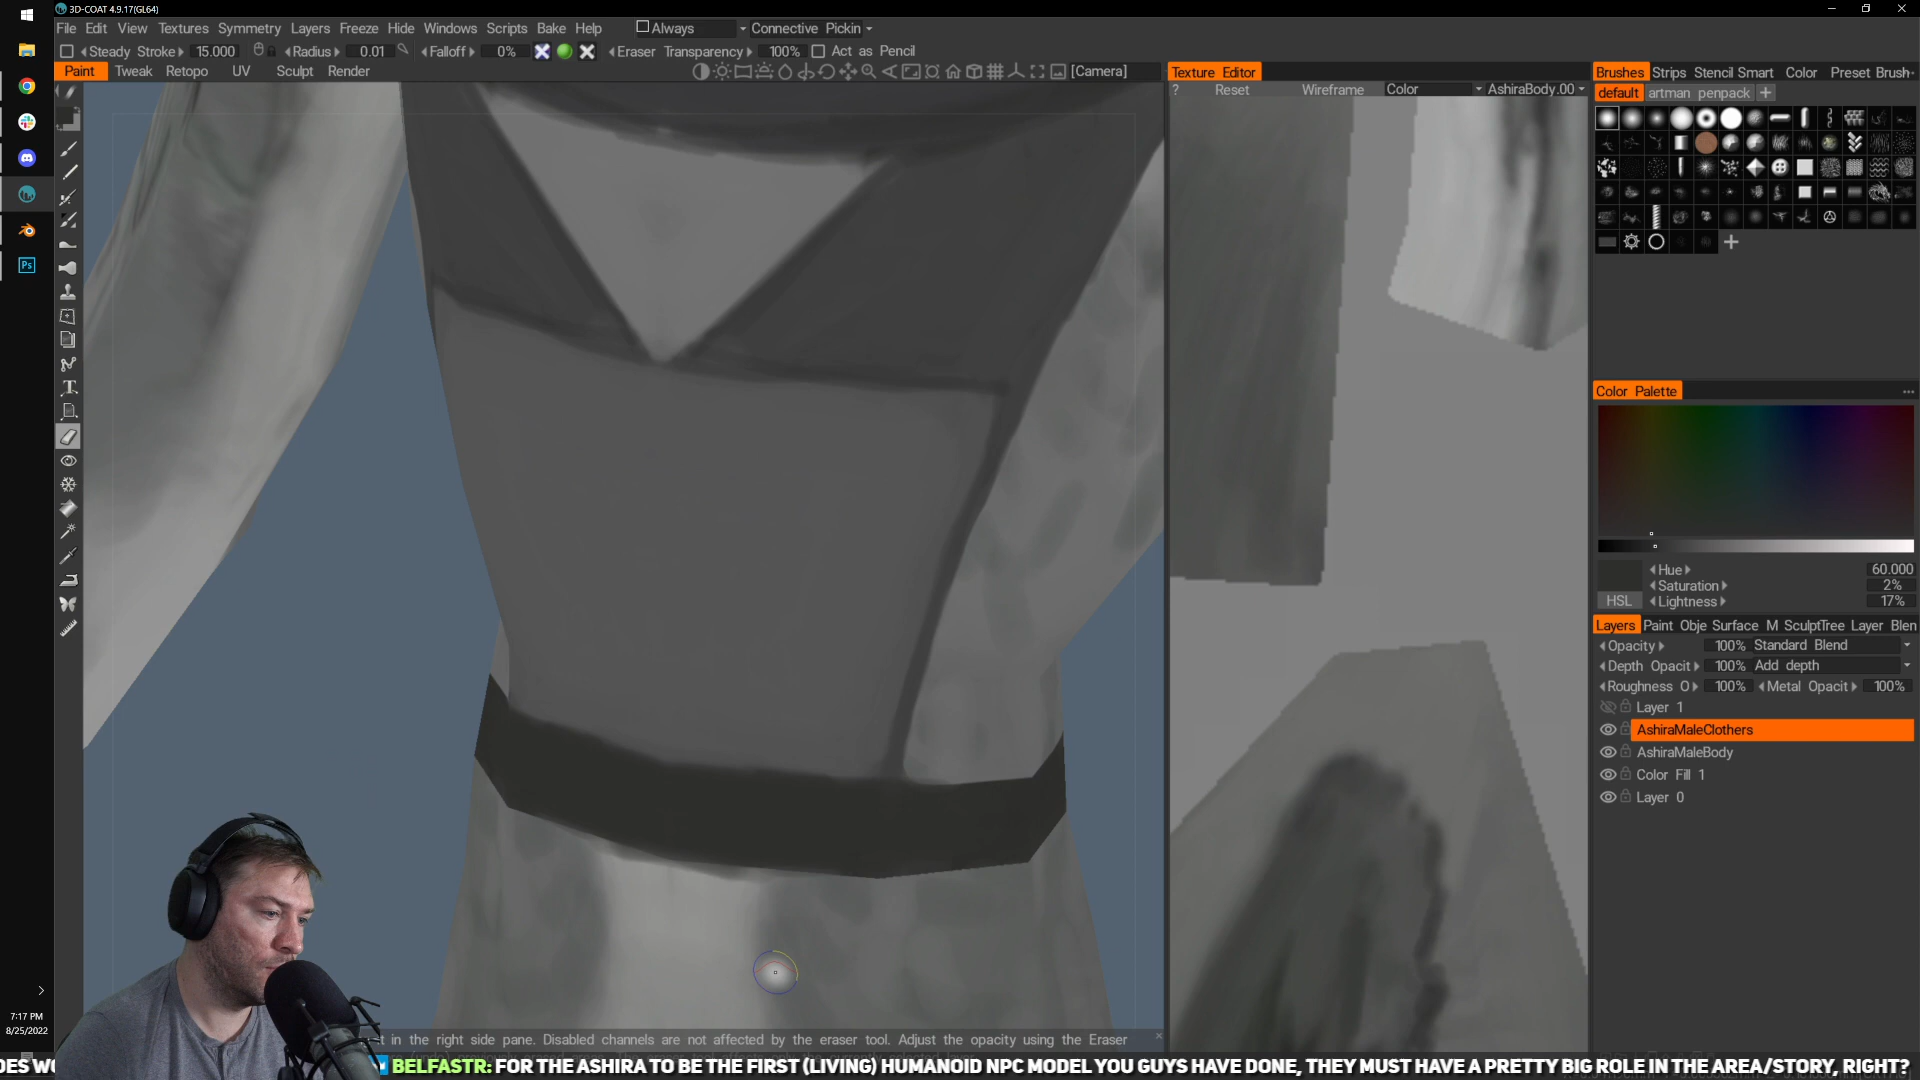 3D-COAT 4.9.17(GL64)
File Edit View Textures Symmetry Layers Freeze Hide Windows Scripts Bake Help Always Connective Pickin
Steady Stroke 15.000 Radius 0.01 Falloff 0% Eraser Transparency 100% Act as Pencil
Paint Tweak Retopo UV Sculpt Render [Camera]
Texture Editor
? Reset Wireframe Color AshiraBody.00
Brushes Strips Stencil Smart Color Preset Brush
default artman penpack
Color Palette
Hue 60.000
Saturation 2%
HSL Lightness 17%
Layers Paint Obje Surface M SculptTree Layer Blen
Opacity 100% Standard Blend
Depth Opacit 100% Add depth
Roughness O 100% Metal Opacit 100%
Layer 1
AshiraMaleClothers
AshiraMaleBody
Color Fill 1
Layer 0
Ps
7:17 PM
8/25/2022
in the right side pane. Disabled channels are not affected by the eraser tool. Adjust the opacity using the Eraser
BELFASTR: FOR THE ASHIRA TO BE THE FIRST (LIVING) HUMANOID NPC MODEL YOU GUYS HAVE DONE, THEY MUST HAVE A PRETTY BIG ROLE IN THE AREA/STORY, RIGHT?